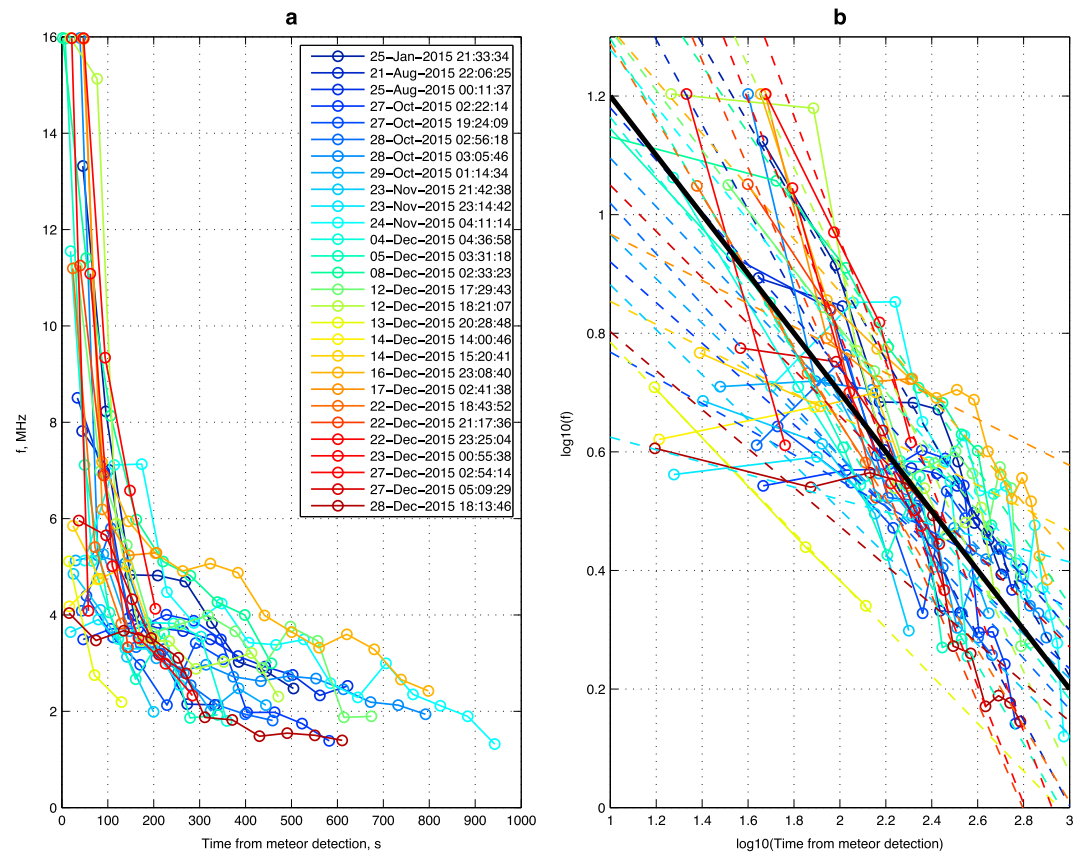 a
b
f, MHz
16
14
12
10
8
6
4
2
0
25-Jan-2015 21:33:34
21-Aug-2015 22:06:25
25-Aug-2015 00:11:37
27-Oct-2015 02:22:14
27-Oct-2015 19:24:09
28-Oct-2015 02:56:18
28-Oct-2015 03:05:46
29-Oct-2015 01:14:34
23-Nov-2015 21:42:38
23-Nov-2015 23:14:42
24-Nov-2015 04:11:14
04-Dec-2015 04:36:58
05-Dec-2015 03:31:18
08-Dec-2015 02:33:23
12-Dec-2015 17:29:43
12-Dec-2015 18:21:07
13-Dec-2015 20:28:48
14-Dec-2015 14:00:46
14-Dec-2015 15:20:41
16-Dec-2015 23:08:40
17-Dec-2015 02:41:38
22-Dec-2015 18:43:52
22-Dec-2015 21:17:36
22-Dec-2015 23:25:04
23-Dec-2015 00:55:38
27-Dec-2015 02:54:14
27-Dec-2015 05:09:29
28-Dec-2015 18:13:46
0 100 200 300 400 500 600 700 800 900 1000
Time from meteor detection, s
log10(f)
1.2
1
0.8
0.6
0.4
0.2
0
1 1.2 1.4 1.6 1.8 2 2.2 2.4 2.6 2.8 3
log10(Time from meteor detection)